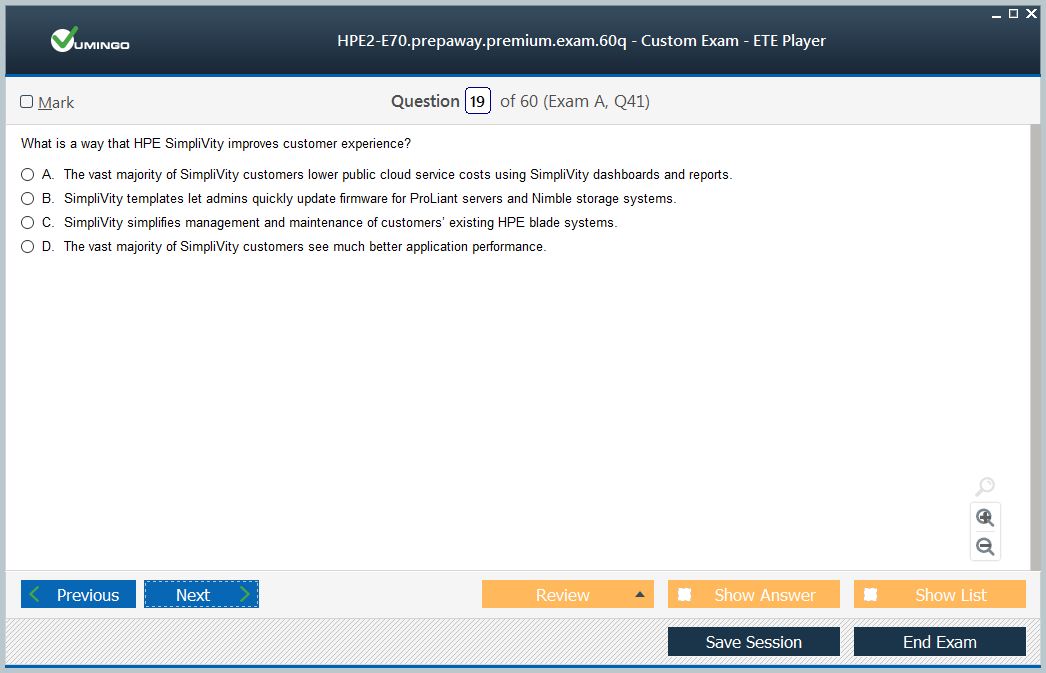 VUMINGO
HPE2-E70.prepaway.premium.exam.60q - Custom Exam - ETE Player
Mark
Question 19 of 60 (Exam A, Q41)
What is a way that HPE SimpliVity improves customer experience?
A. The vast majority of SimpliVity customers lower public cloud service costs using SimpliVity dashboards and reports.
B. SimpliVity templates let admins quickly update firmware for ProLiant servers and Nimble storage systems.
C. SimpliVity simplifies management and maintenance of customers’ existing HPE blade systems.
D. The vast majority of SimpliVity customers see much better application performance.
Previous Next Review Show Answer Show List
Save Session End Exam